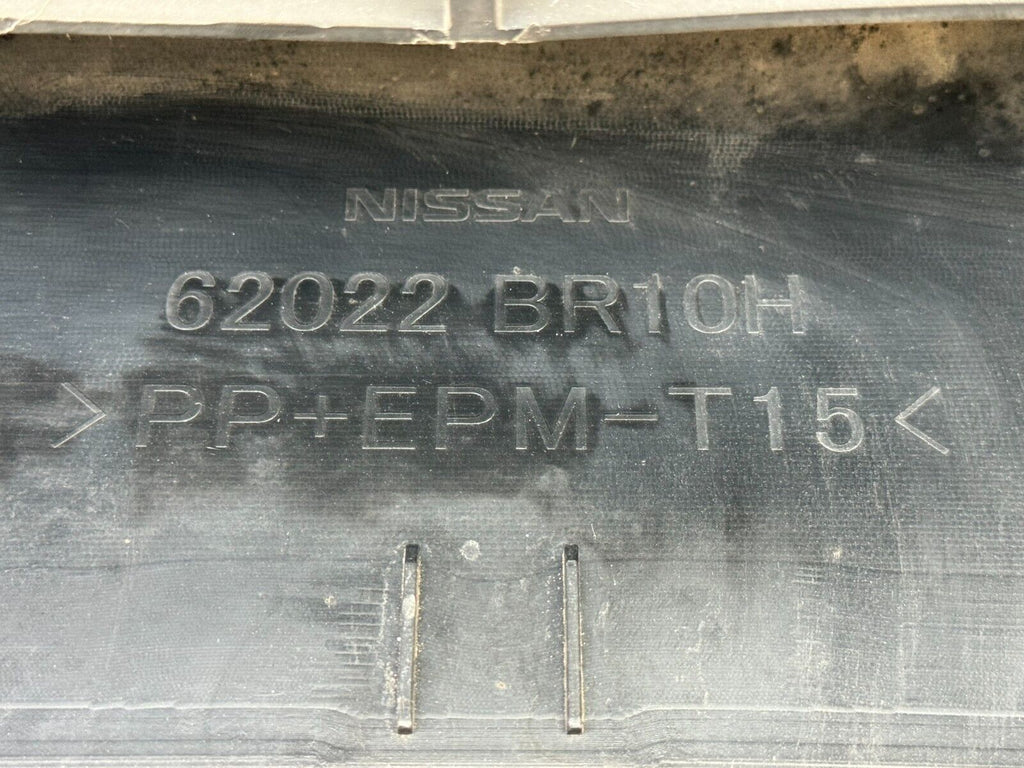 NISSAN
62022 BR10H
>PP+EPM-T15<